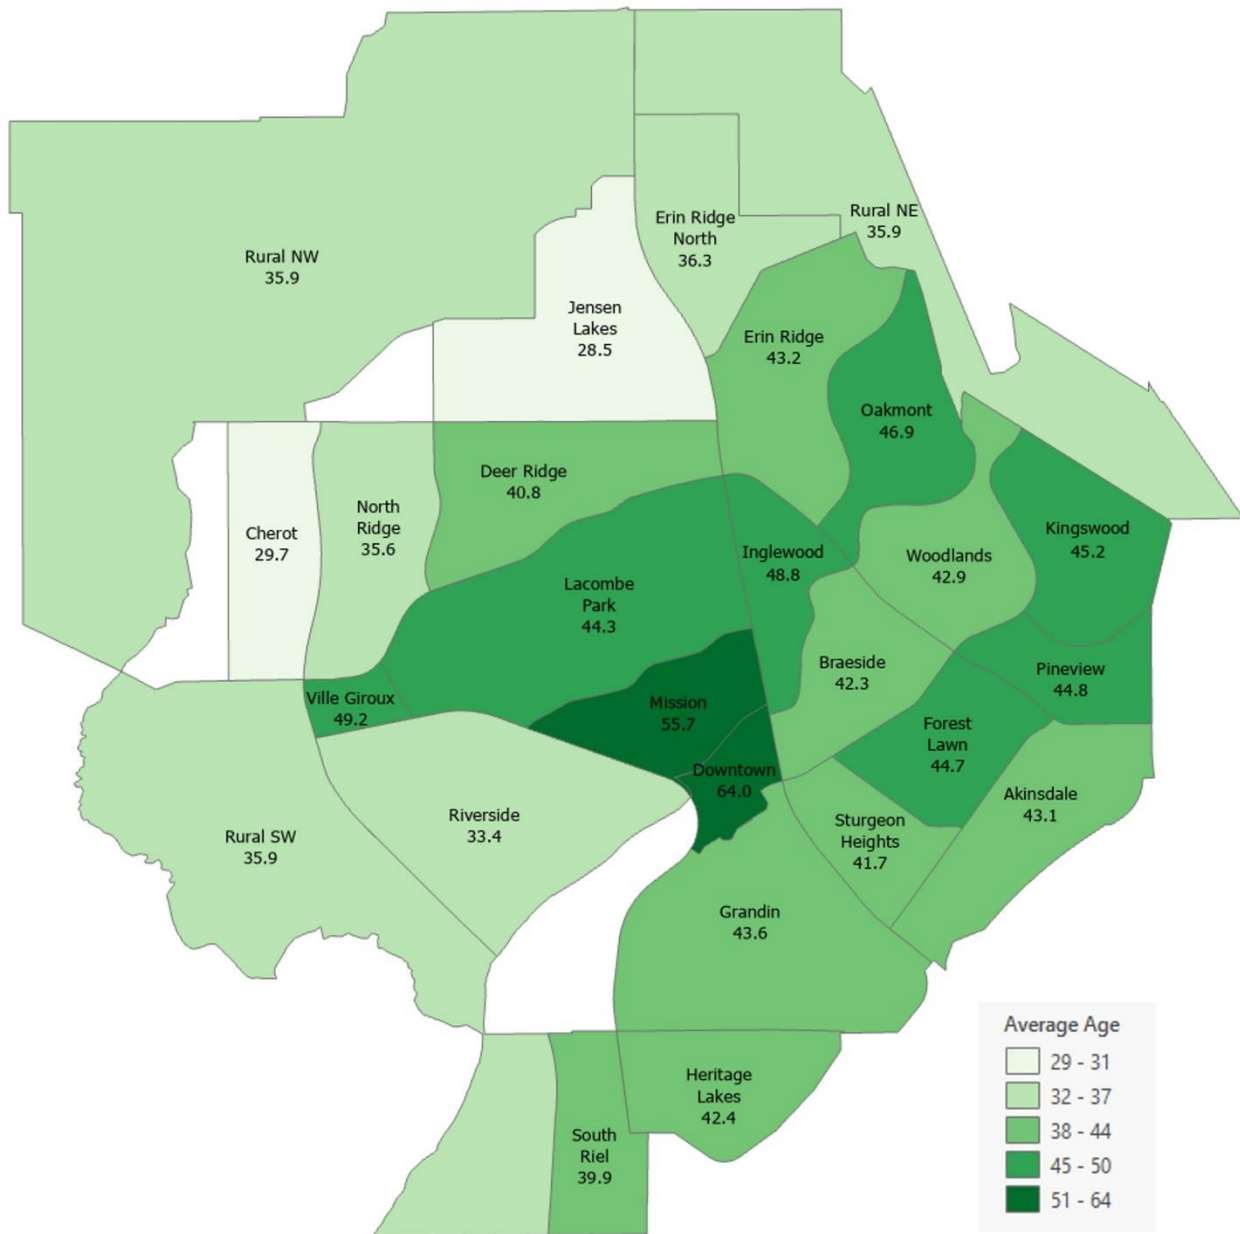 Rural NW
35.9
Erin Ridge
North
36.3
Rural NE
35.9
Jensen
Lakes
28.5
Erin Ridge
43.2
Oakmont
46.9
Deer Ridge
40.8
North
Ridge
35.6
Cherot
29.7
Kingswood
45.2
Inglewood
48.8
Woodlands
42.9
Lacombe
Park
44.3
Braeside
42.3
Pineview
44.8
Ville Giroux
49.2
Mission
55.7
Forest
Lawn
44.7
Downtown
64.0
Akinsdale
43.1
Riverside
33.4
Sturgeon
Heights
41.7
Rural SW
35.9
Grandin
43.6
Heritage
Lakes
42.4
South
Riel
39.9
Average Age
29 - 31
32 - 37
38 - 44
45 - 50
51 - 64